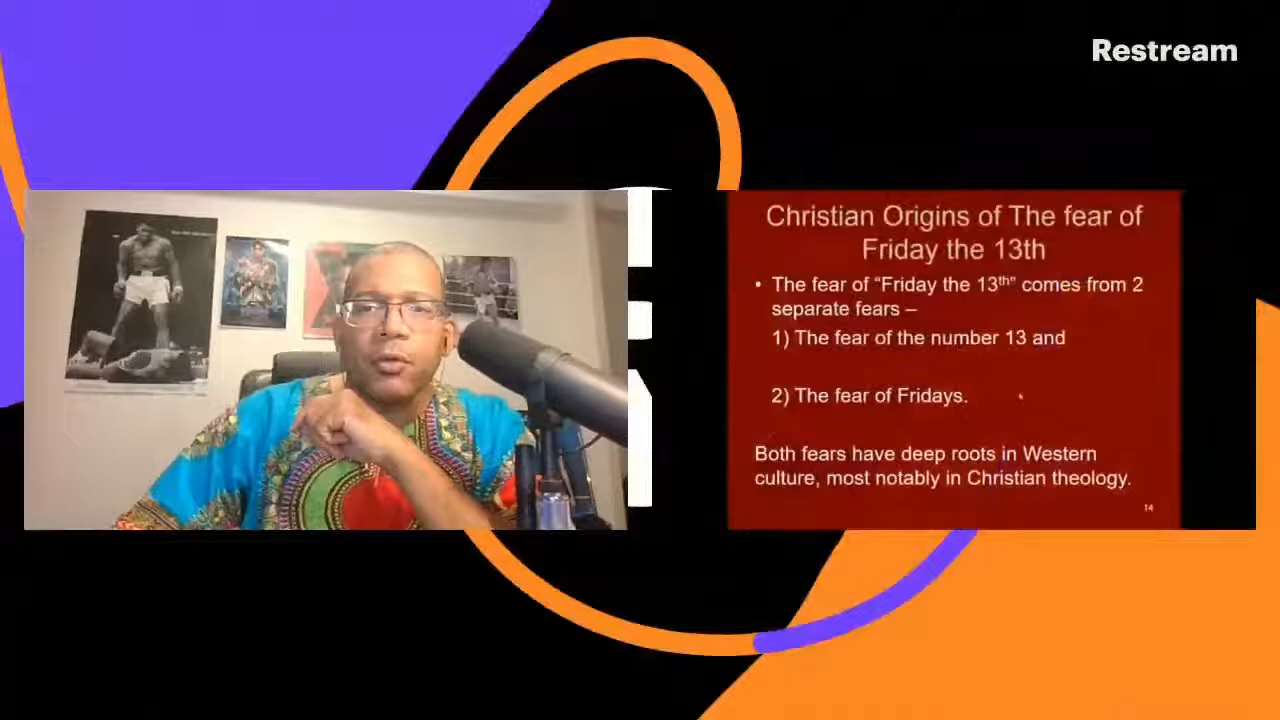 Restream
Christian Origins of The fear of
Friday the 13th
• The fear of “Friday the 13th” comes from 2
separate fears –
1) The fear of the number 13 and
2) The fear of Fridays.
Both fears have deep roots in Western
culture, most notably in Christian theology.
14